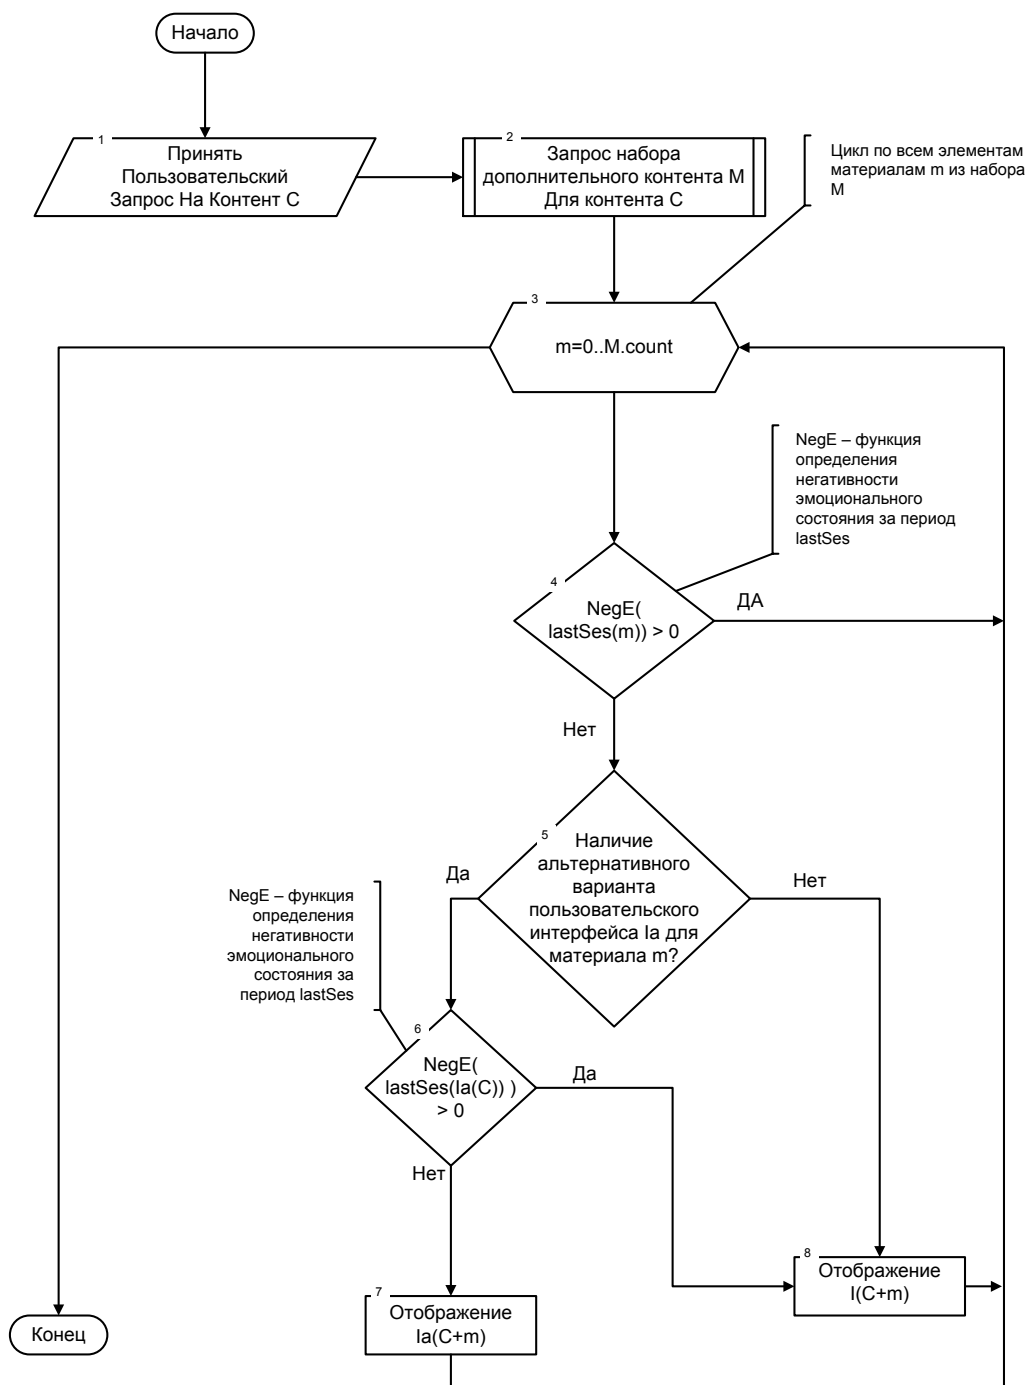 Начало
1
Принять
Пользовательский
Запрос На Контент С
2
Запрос набора
дополнительного контента М
Для контента С
Цикл по всем элементам
материалам m из набора
М
3
m=0..M.count
NegE – функция
определения
негативности
эмоционального
состояния за период
lastSes
4
NegE(
lastSes(m)) > 0
ДА
Нет
5
Наличие
альтернативного
варианта
пользовательского
интерфейса Ia для
материала m?
Да
Нет
NegE – функция
определения
негативности
эмоционального
состояния за
период lastSes
6
NegE(
lastSes(Ia(C)) )
> 0
Да
Нет
8
Отображение
I(C+m)
7
Отображение
Ia(C+m)
Конец